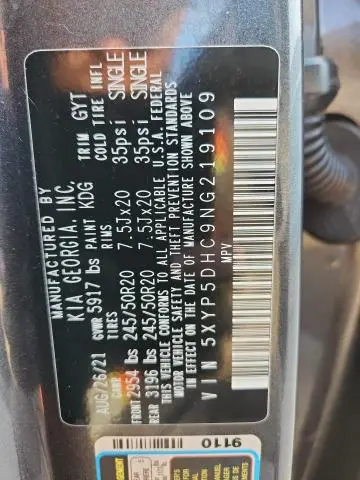 MANUFACTURED BY
KIA GEORGIA, INC.
AUG/26/21 GVWR 5917 lbs PAINT KDG TRIM GYT
GAWR TIRES RIMS COLD TIRE INFL
FRONT 2954 lbs 245/50R20 7.5JX20 35psi SINGLE
REAR 3196 lbs 245/50R20 7.5JX20 35psi SINGLE
THIS VEHICLE CONFORMS TO ALL APPLICABLE U.S.A. FEDERAL
MOTOR VEHICLE SAFETY AND THEFT PREVENTION STANDARDS
IN EFFECT ON THE DATE OF MANUFACTURE SHOWN ABOVE
MPV
VIN 5XYP5DHC9NG219109
9110